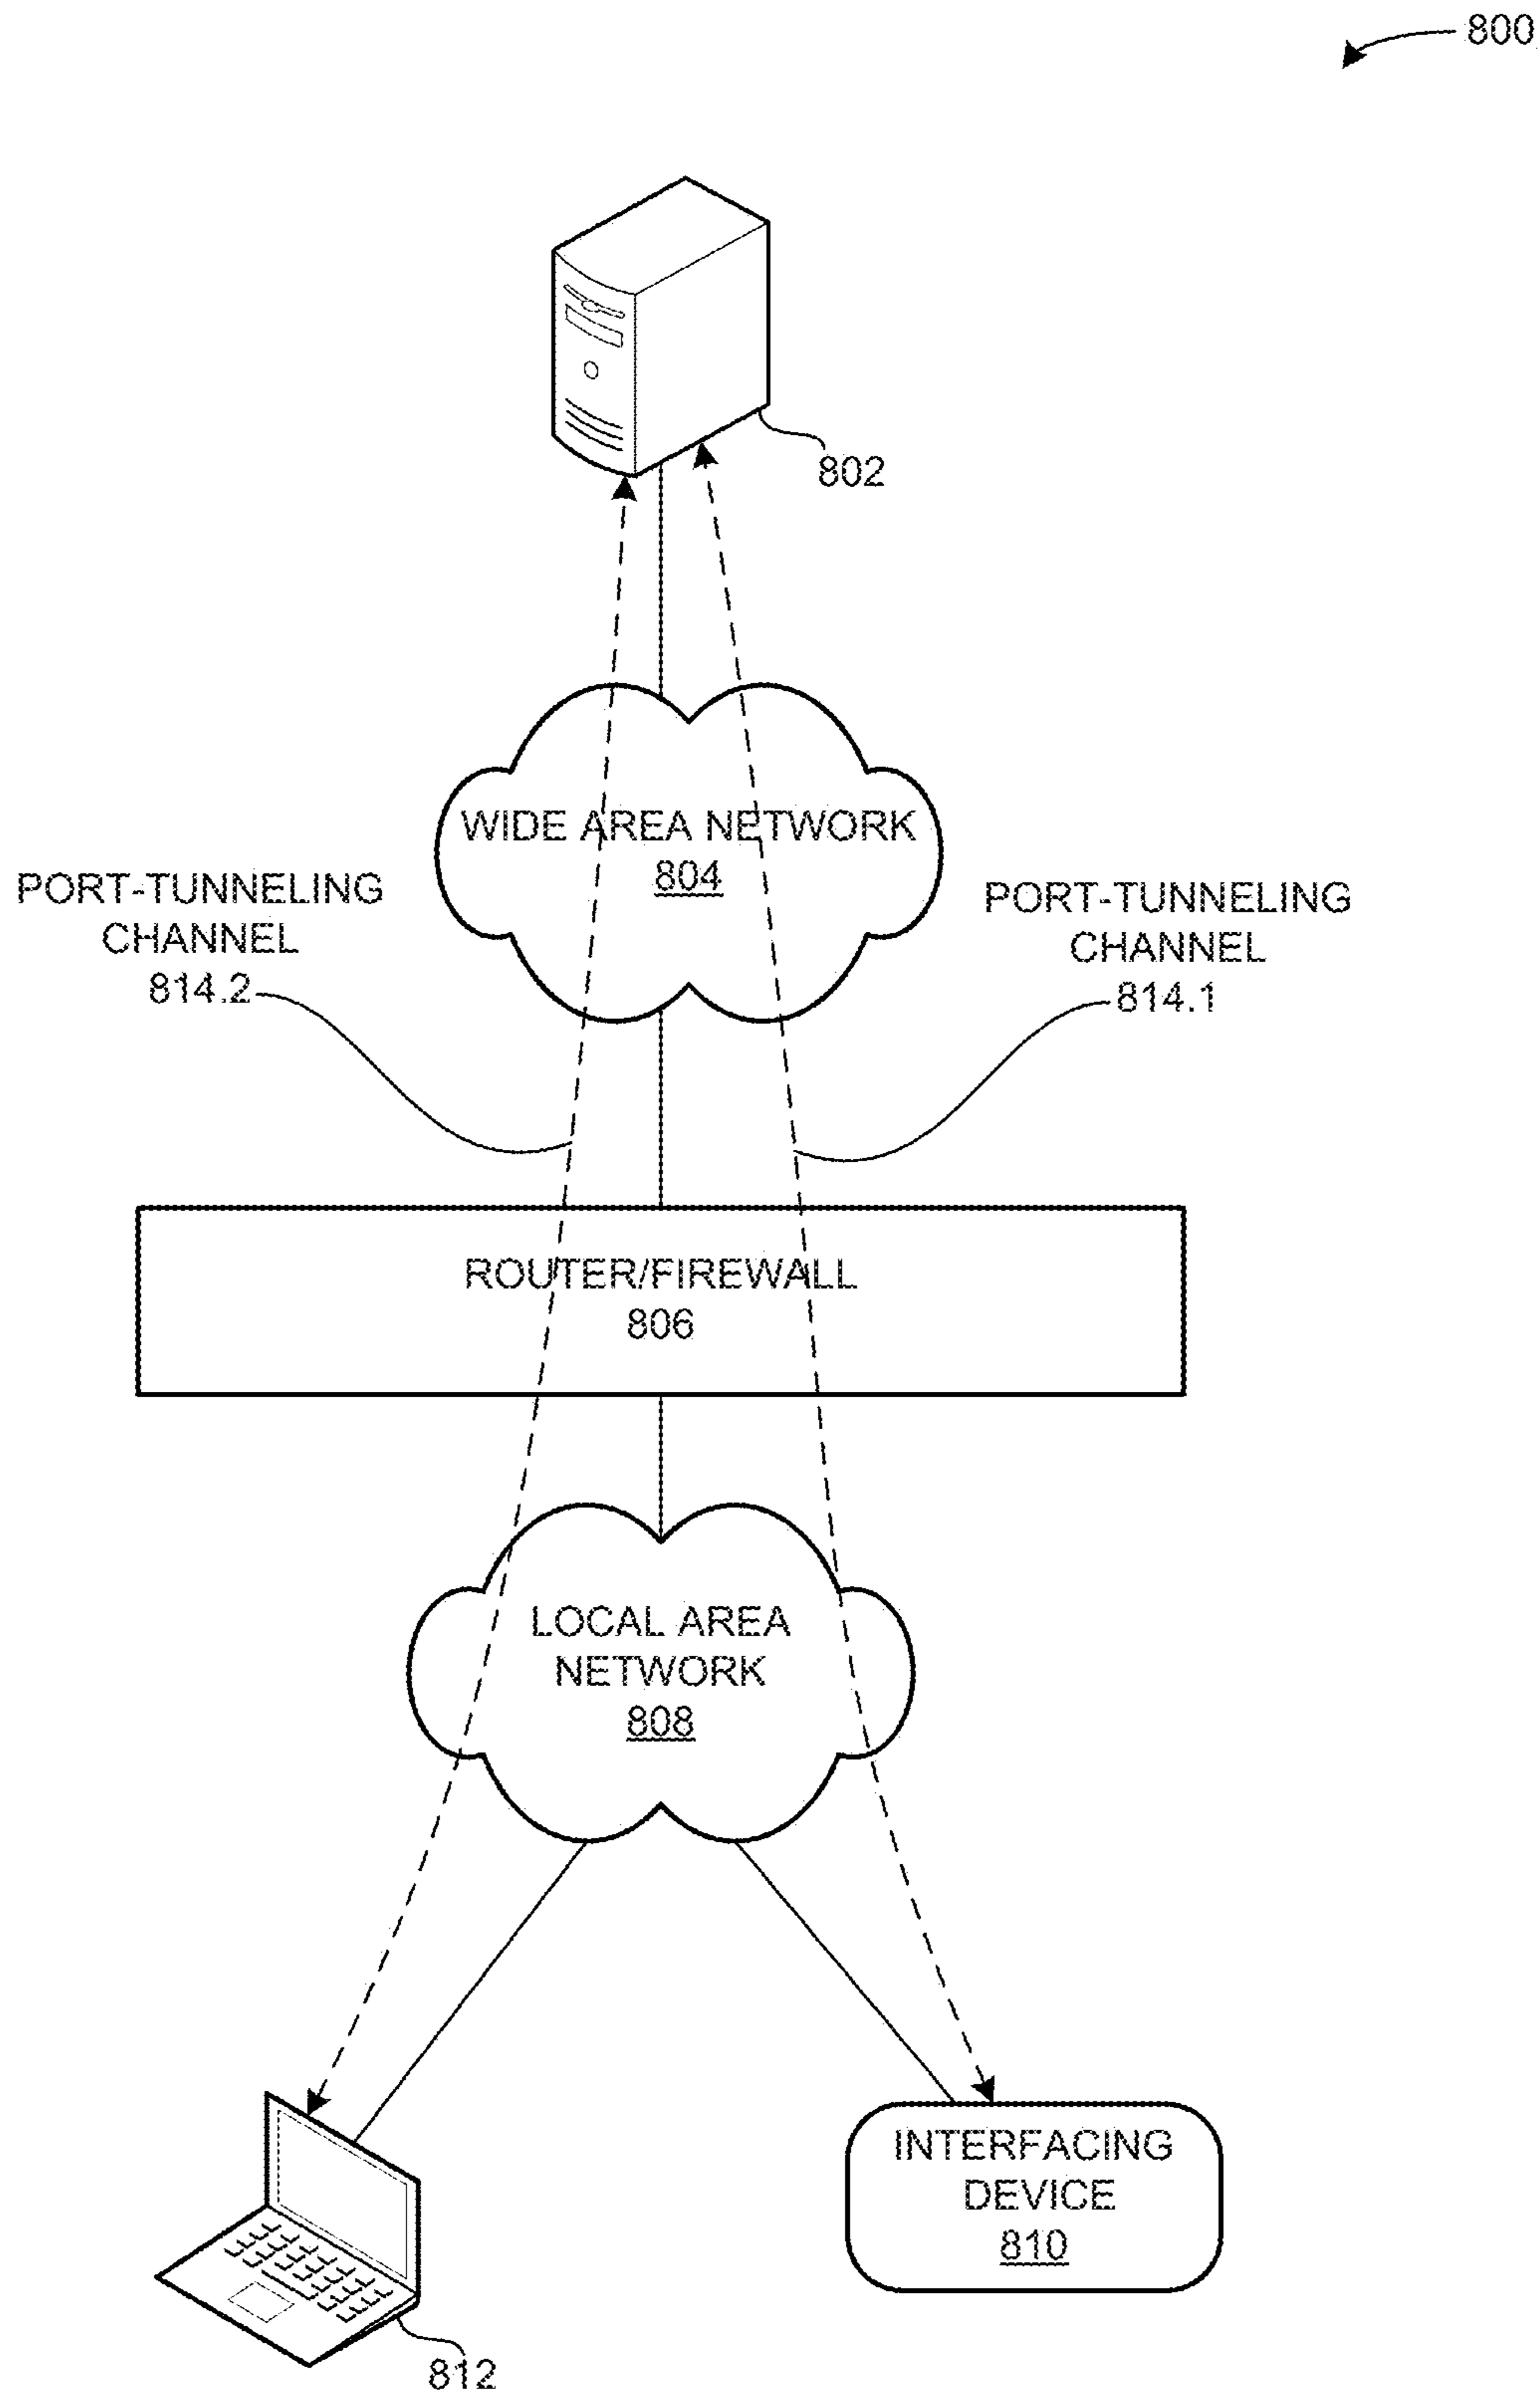 800
802
WIDE AREA NETWORK
804
PORT-TUNNELING
CHANNEL
814.2
PORT-TUNNELING
CHANNEL
814.1
ROUTER/FIREWALL
806
LOCAL AREA
NETWORK
808
INTERFACING
DEVICE
810
812